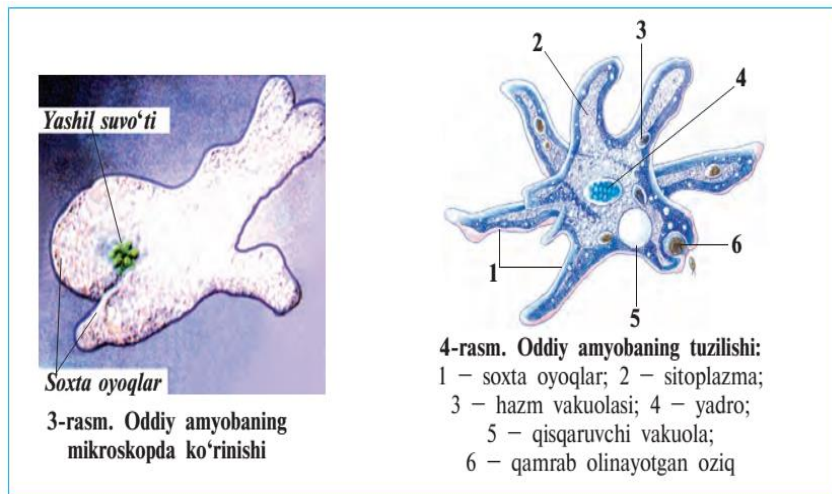 Yashil suvo‘ti
Soxta oyoqlar
3-rasm. Oddiy amyobaning
mikroskopda ko‘rinishi
2
3
4
1
5
6
4-rasm. Oddiy amyobaning tuzilishi:
1 – soxta oyoqlar; 2 – sitoplazma;
3 – hazm vakuolasi; 4 – yadro;
5 – qisqaruvchi vakuola;
6 – qamrab olinayotgan oziq